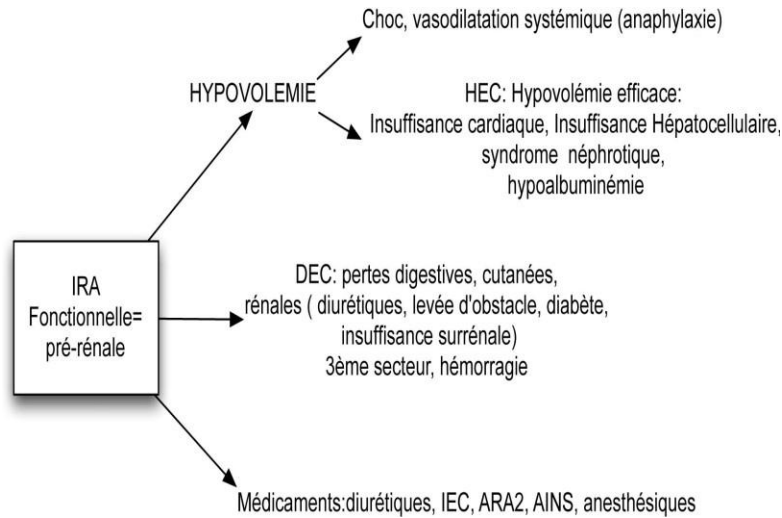 Choc, vasodilatation systémique (anaphylaxie)
HYPOVOLEMIE
HEC: Hypovolémie efficace:
Insuffisance cardiaque, Insuffisance Hépatocellulaire,
syndrome néphrotique,
hypoalbuminémie
IRA
Fonctionnelle=
pré-rénale
DEC: pertes digestives, cutanées,
rénales ( diurétiques, levée d'obstacle, diabète,
insuffisance surrénale)
3ème secteur, hémorragie
Médicaments:diurétiques, IEC, ARA2, AINS, anesthésiques